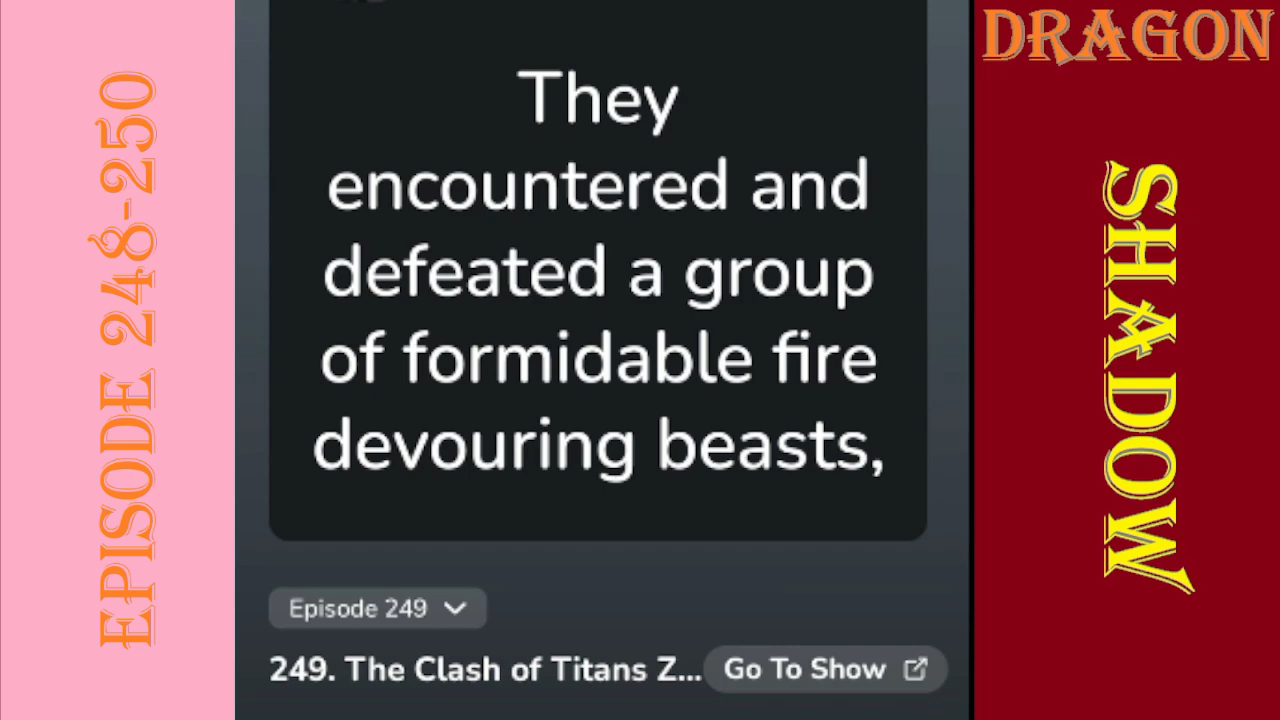 EPISODE 248-250
They
encountered and
defeated a group
of formidable fire
devouring beasts,
Episode 249
249. The Clash of Titans Z...
Go To Show
DRAGON
SHADOW